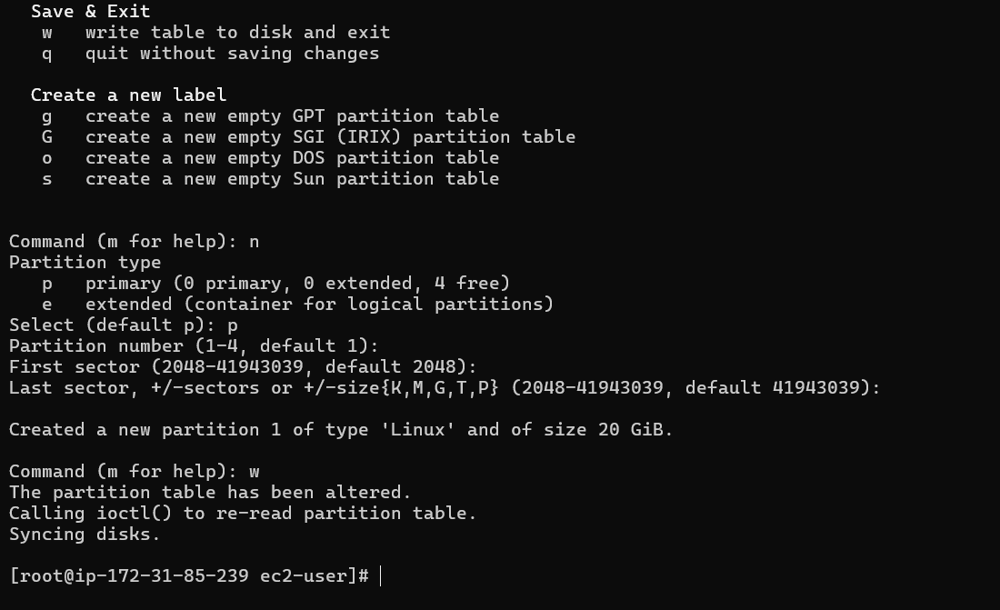 Save & Exit
w   write table to disk and exit
q   quit without saving changes
Create a new label
g   create a new empty GPT partition table
G   create a new empty SGI (IRIX) partition table
o   create a new empty DOS partition table
s   create a new empty Sun partition table
Command (m for help): n
Partition type
p   primary (0 primary, 0 extended, 4 free)
e   extended (container for logical partitions)
Select (default p): p
Partition number (1-4, default 1):
First sector (2048-41943039, default 2048):
Last sector, +/-sectors or +/-size{K,M,G,T,P} (2048-41943039, default 41943039):
Created a new partition 1 of type 'Linux' and of size 20 GiB.
Command (m for help): w
The partition table has been altered.
Calling ioctl() to re-read partition table.
Syncing disks.
[root@ip-172-31-85-239 ec2-user]#